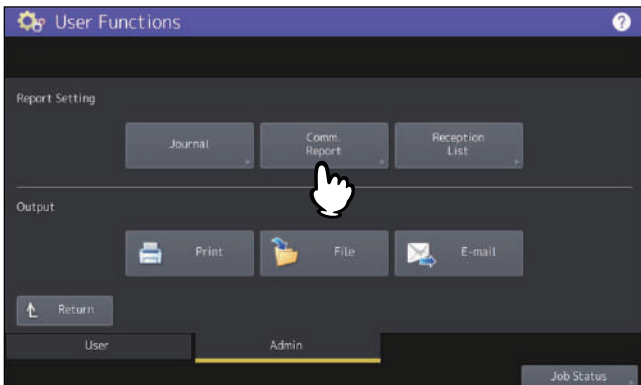 User Functions
?
Report Setting
Journal
Comm.
Report
Reception
List
Output
Print
File
E-mail
Return
User
Admin
Job Status